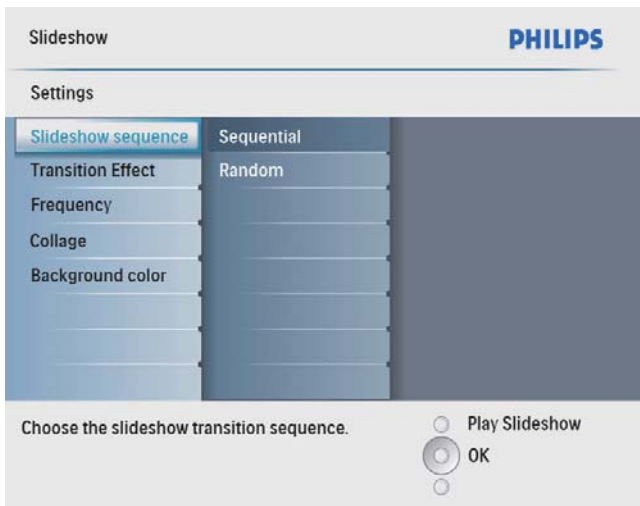 Slideshow
PHILIPS
Settings
Slideshow sequence
Sequential
Transition Effect
Random
Frequency
Collage
Background color
Choose the slideshow transition sequence.
Play Slideshow
OK